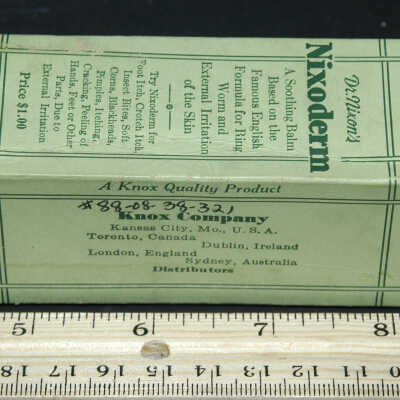 Dr. Nixon's
Nixoderm
A Soothing Balm
Based on the
Famous English
Formula for Ring
Worm and
External Irritation
of the Skin
Try Nixoderm for
Foot Itch, Crotch Itch,
Insect Bites, Soft
Corns, Blackheads,
Pimples, Itching,
Cracking, Peeling of
Hands, Feet or Other
Parts, Due to
External Irritation
Price $1.00
A Knox Quality Product
#88-08-38-321
Knox Company
Kansas City, Mo., U. S. A.
Toronto, Canada
Dublin, Ireland
London, England
Sydney, Australia
Distributors
5 6 7 8
18 17 16 15 14 13 12 11 10